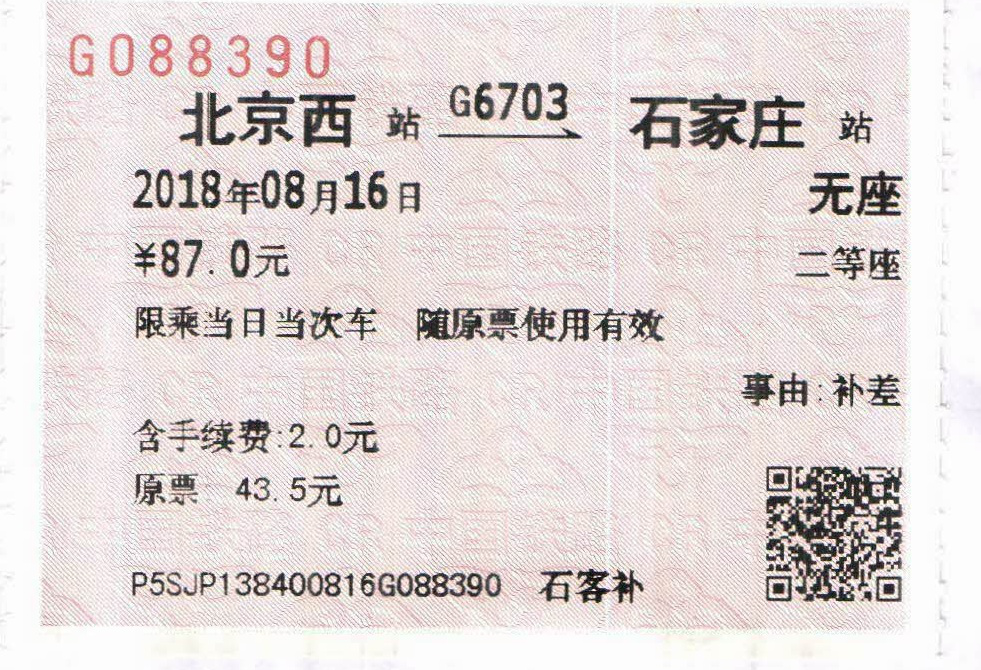 G088390
北京西 站 G6703 石家庄 站
2018年08月16日 无座
¥87.0元 二等座
限乘当日当次车 随原票使用有效
事由:补差
含手续费:2.0元
原票 43.5元
P5SJP138400816G088390 石客补